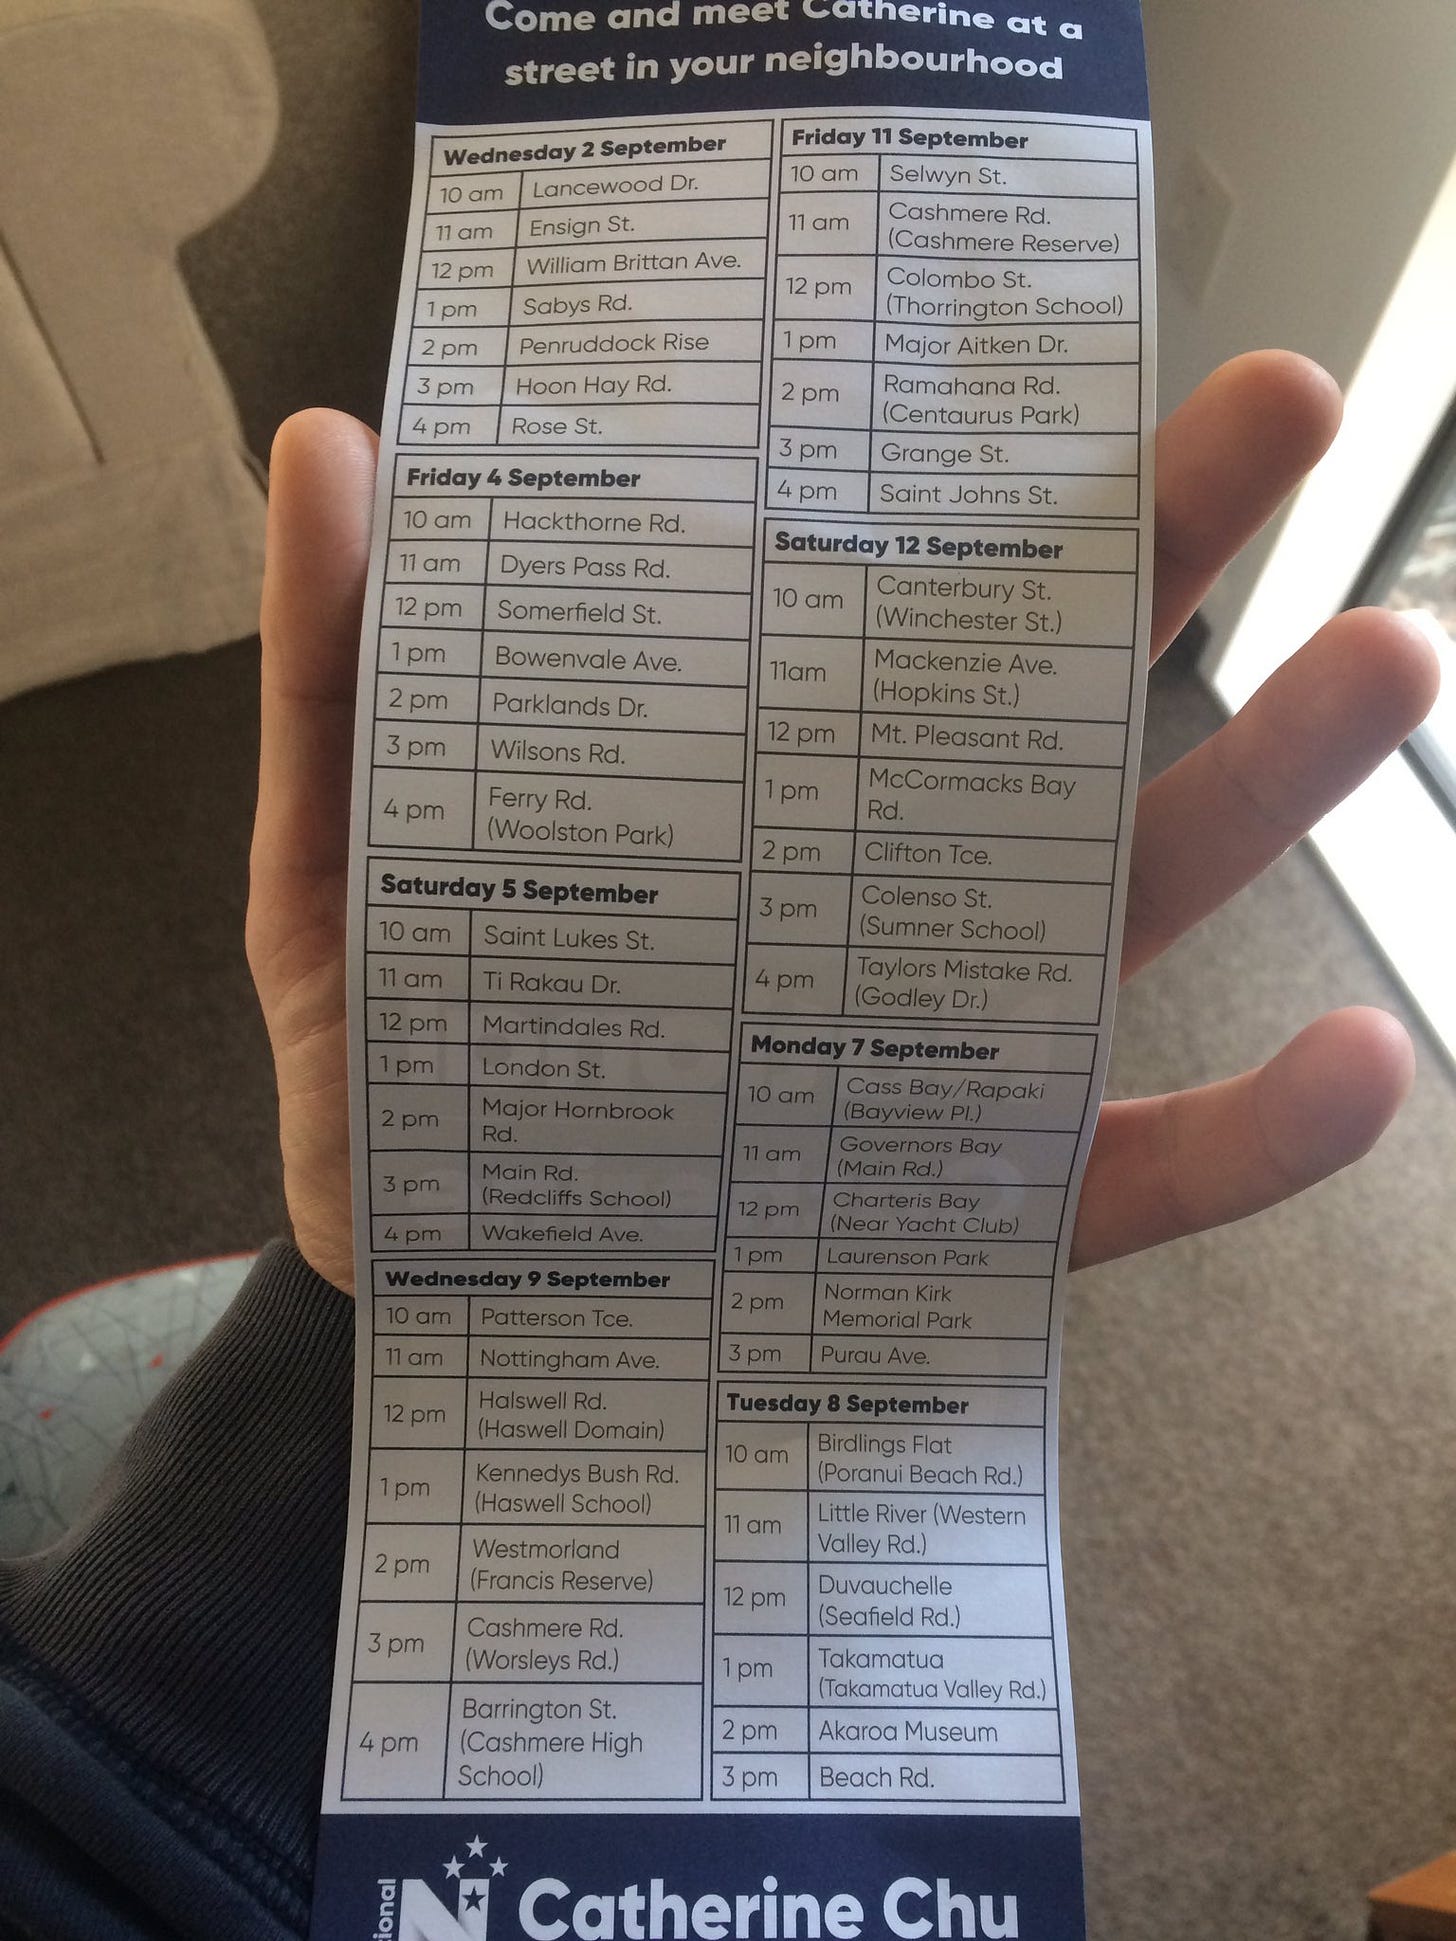 Come and meet Catherine at a
street in your neighbourhood
Wednesday 2 September
10 am Lancewood Dr.
11 am Ensign St.
12 pm William Brittan Ave.
1 pm Sabys Rd.
2 pm Penruddock Rise
3 pm Hoon Hay Rd.
4 pm Rose St.
Friday 4 September
10 am Hackthorne Rd.
11 am Dyers Pass Rd.
12 pm Somerfield St.
1 pm Bowenvale Ave.
2 pm Parklands Dr.
3 pm Wilsons Rd.
4 pm Ferry Rd.
(Woolston Park)
Saturday 5 September
10 am Saint Lukes St.
11 am Ti Rakau Dr.
12 pm Martindales Rd.
1 pm London St.
2 pm Major Hornbrook
Rd.
3 pm Main Rd.
(Redcliffs School)
4 pm Wakefield Ave.
Wednesday 9 September
10 am Patterson Tce.
11 am Nottingham Ave.
12 pm Halswell Rd.
(Haswell Domain)
1 pm Kennedys Bush Rd.
(Haswell School)
2 pm Westmorland
(Francis Reserve)
3 pm Cashmere Rd.
(Worsleys Rd.)
4 pm Barrington St.
(Cashmere High
School)
Friday 11 September
10 am Selwyn St.
11 am Cashmere Rd.
(Cashmere Reserve)
12 pm Colombo St.
(Thorrington School)
1 pm Major Aitken Dr.
2 pm Ramahana Rd.
(Centaurus Park)
3 pm Grange St.
4 pm Saint Johns St.
Saturday 12 September
10 am Canterbury St.
(Winchester St.)
11am Mackenzie Ave.
(Hopkins St.)
12 pm Mt. Pleasant Rd.
1 pm McCormacks Bay
Rd.
2 pm Clifton Tce.
3 pm Colenso St.
(Sumner School)
4 pm Taylors Mistake Rd.
(Godley Dr.)
Monday 7 September
10 am Cass Bay/Rapaki
(Bayview Pl.)
11 am Governors Bay
(Main Rd.)
12 pm Charteris Bay
(Near Yacht Club)
1 pm Laurenson Park
2 pm Norman Kirk
Memorial Park
3 pm Purau Ave.
Tuesday 8 September
10 am Birdlings Flat
(Poranui Beach Rd.)
11 am Little River (Western
Valley Rd.)
12 pm Duvauchelle
(Seafield Rd.)
1 pm Takamatua
(Takamatua Valley Rd.)
2 pm Akaroa Museum
3 pm Beach Rd.
ional
N
Catherine Chu